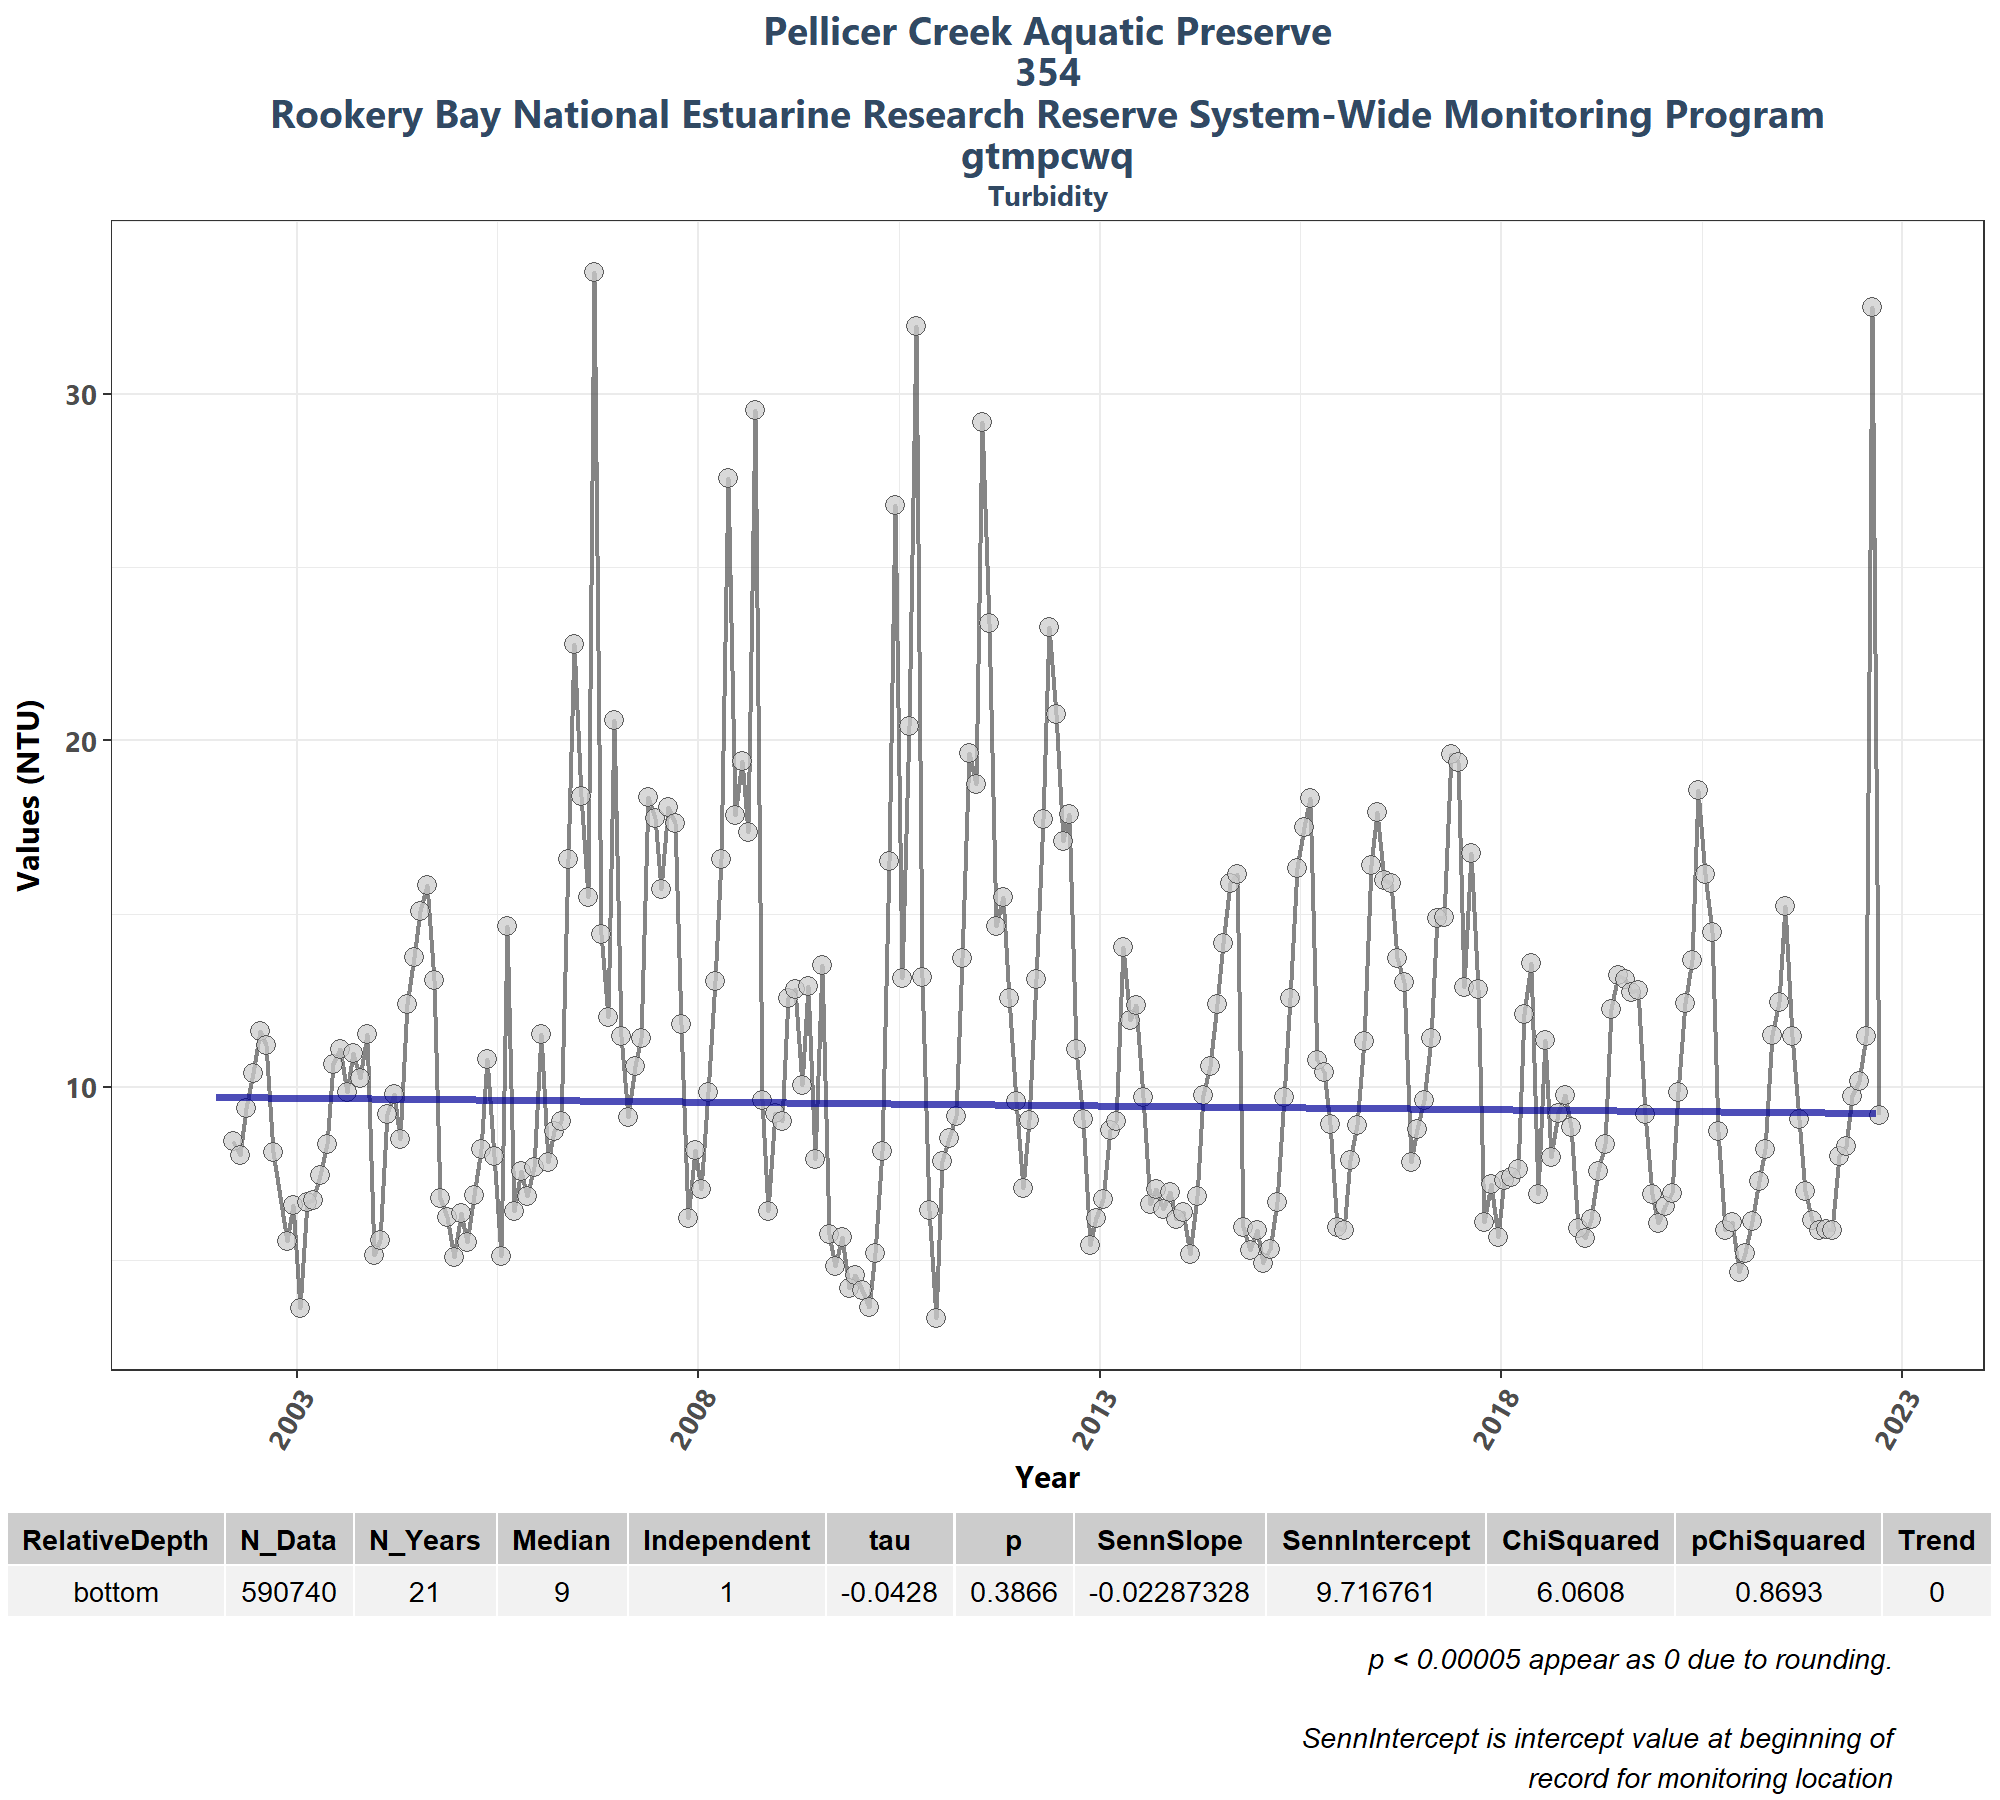 Pellicer Creek Aquatic Preserve
354
Rookery Bay National Estuarine Research Reserve System-Wide Monitoring Program
gtmpcwq
Turbidity
Values (NTU)
30
20
10
2003 2008 2013 2018 2023
Year
RelativeDepth N_Data N_Years Median Independent tau p SennSlope SennIntercept ChiSquared pChiSquared Trend
bottom 590740 21 9 1 -0.0428 0.3866 -0.02287328 9.716761 6.0608 0.8693 0
p < 0.00005 appear as 0 due to rounding.
SennIntercept is intercept value at beginning of
record for monitoring location